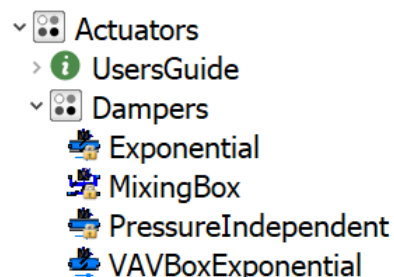 Actuators
UsersGuide
Dampers
Exponential
MixingBox
PressureIndependent
VAVBoxExponential